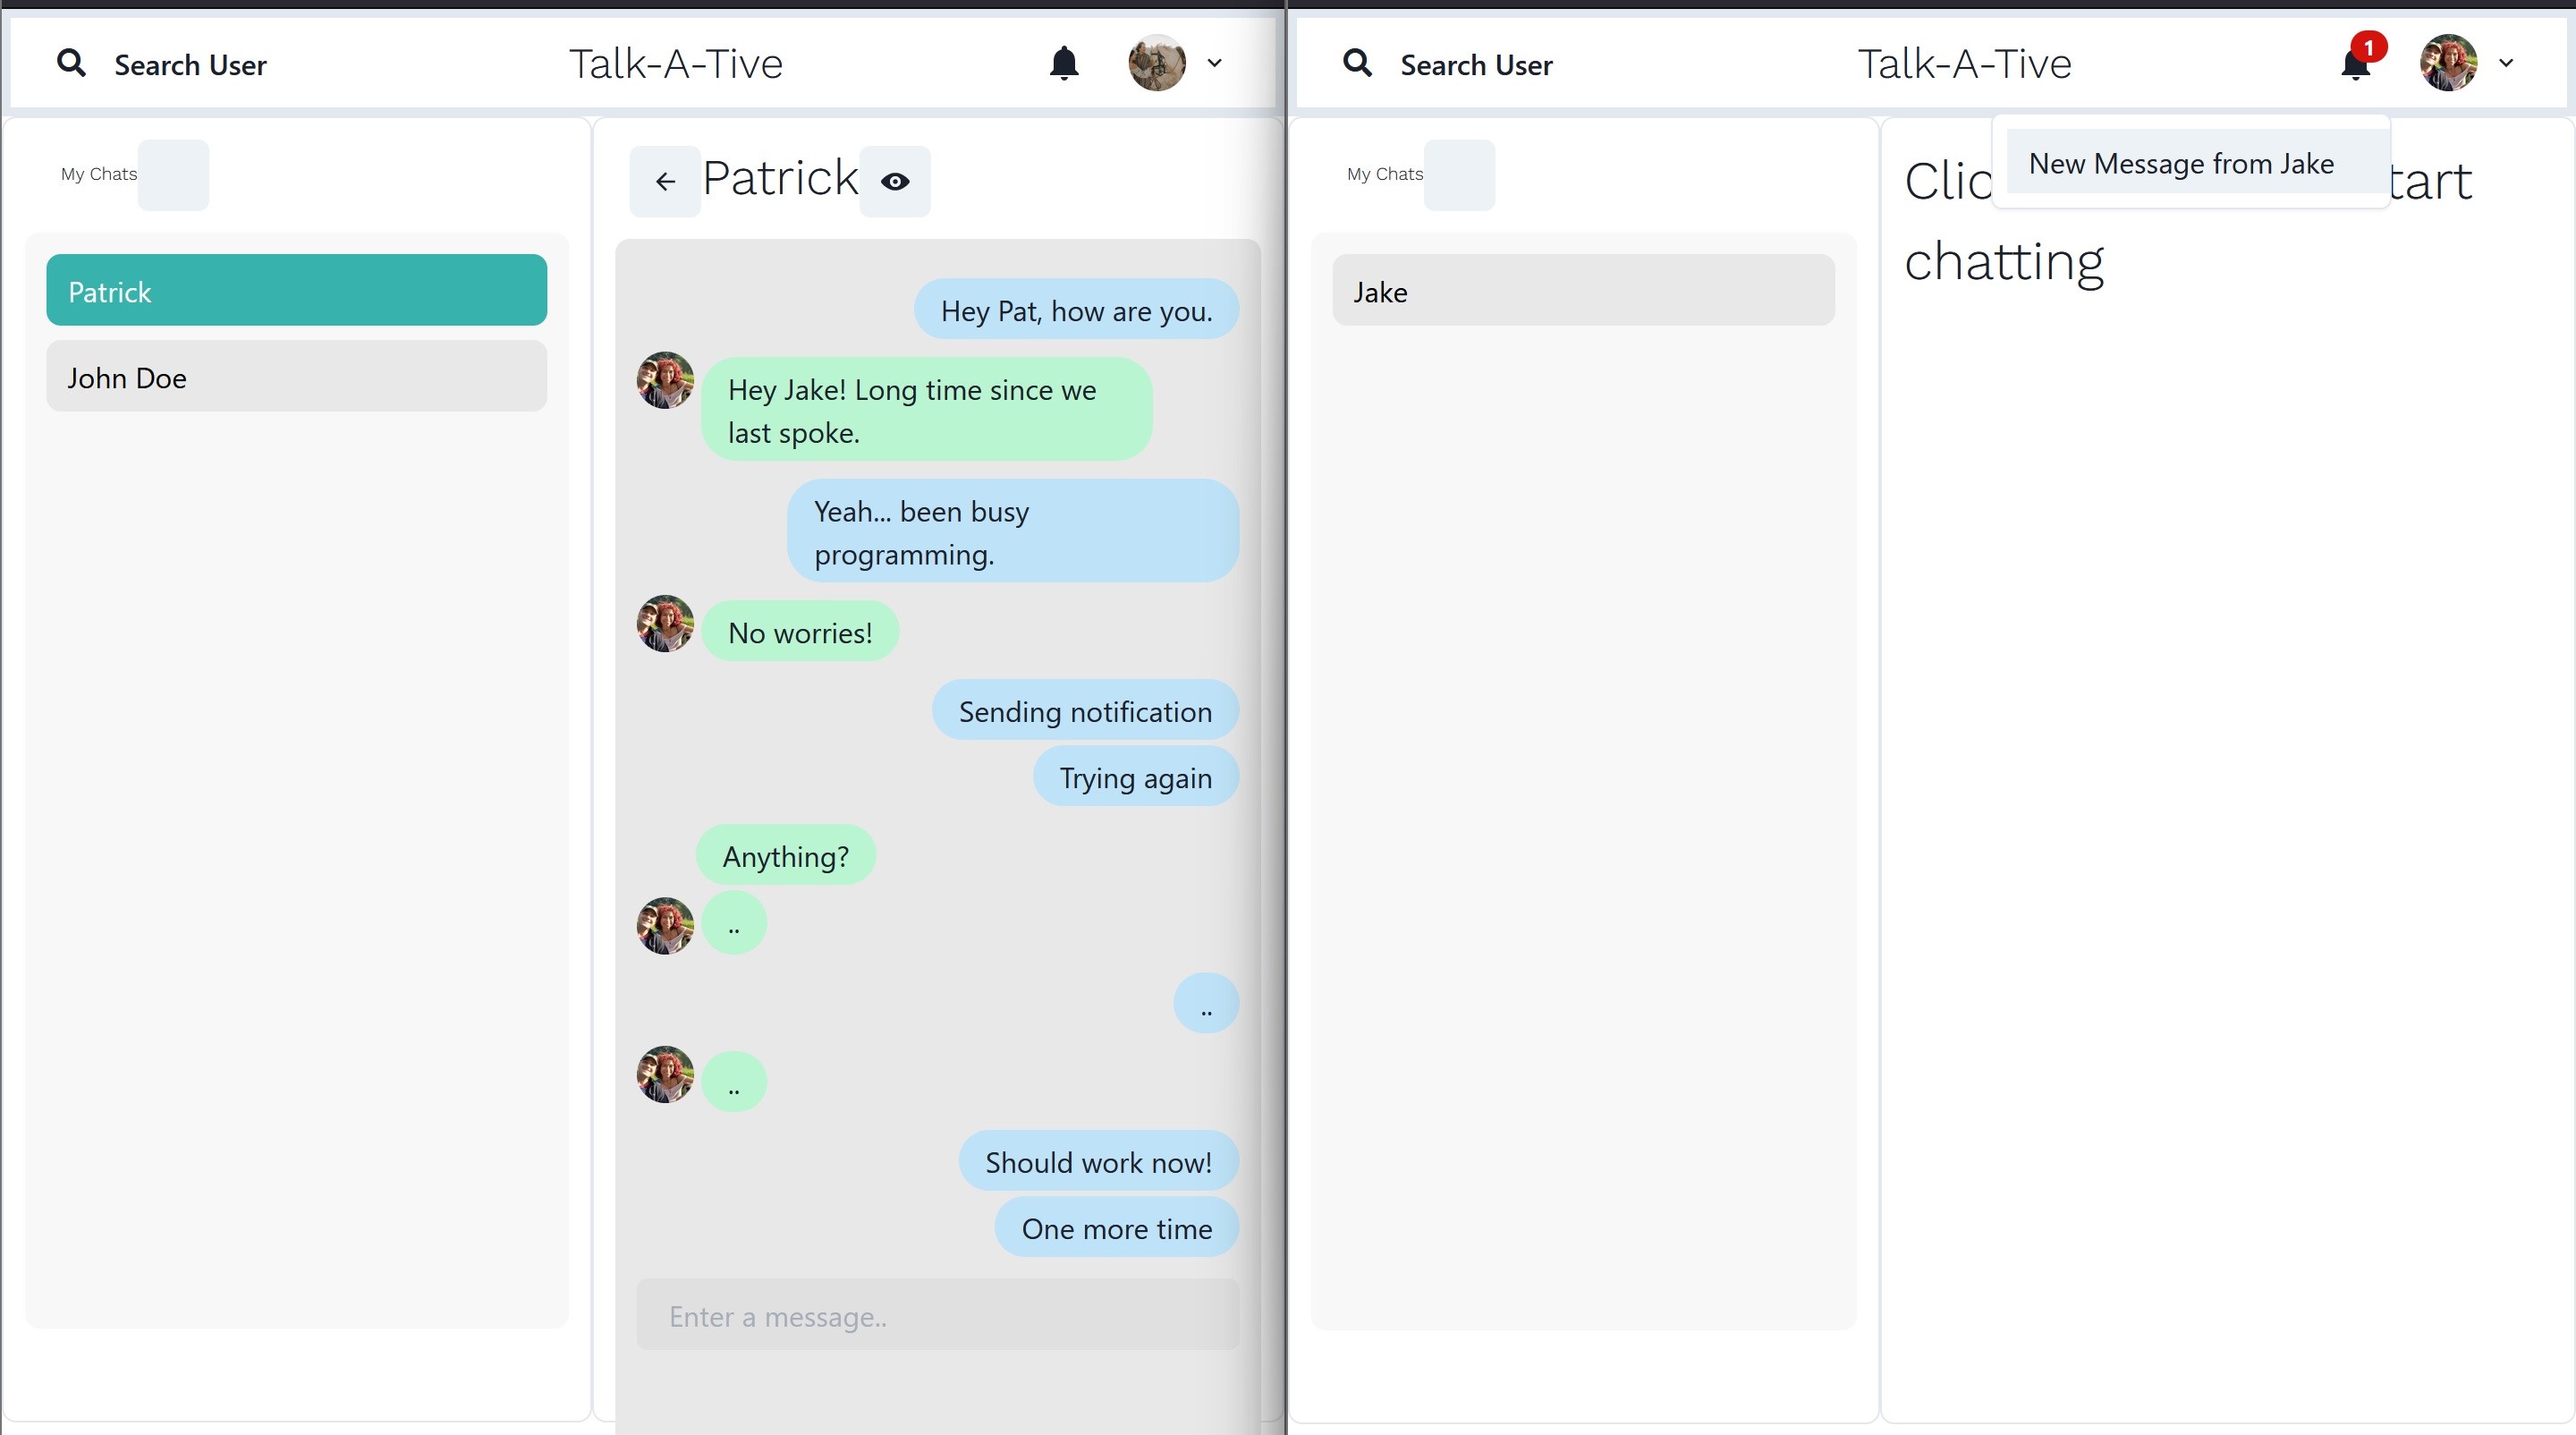 Search User
Talk-A-Tive
My Chats
Patrick
John Doe
Patrick
Hey Pat, how are you.
Hey Jake! Long time since we
last spoke.
Yeah... been busy
programming.
No worries!
Sending notification
Trying again
Anything?
..
..
..
Should work now!
One more time
Enter a message..
Search User
Talk-A-Tive
1
My Chats
Jake
New Message from Jake
chatting